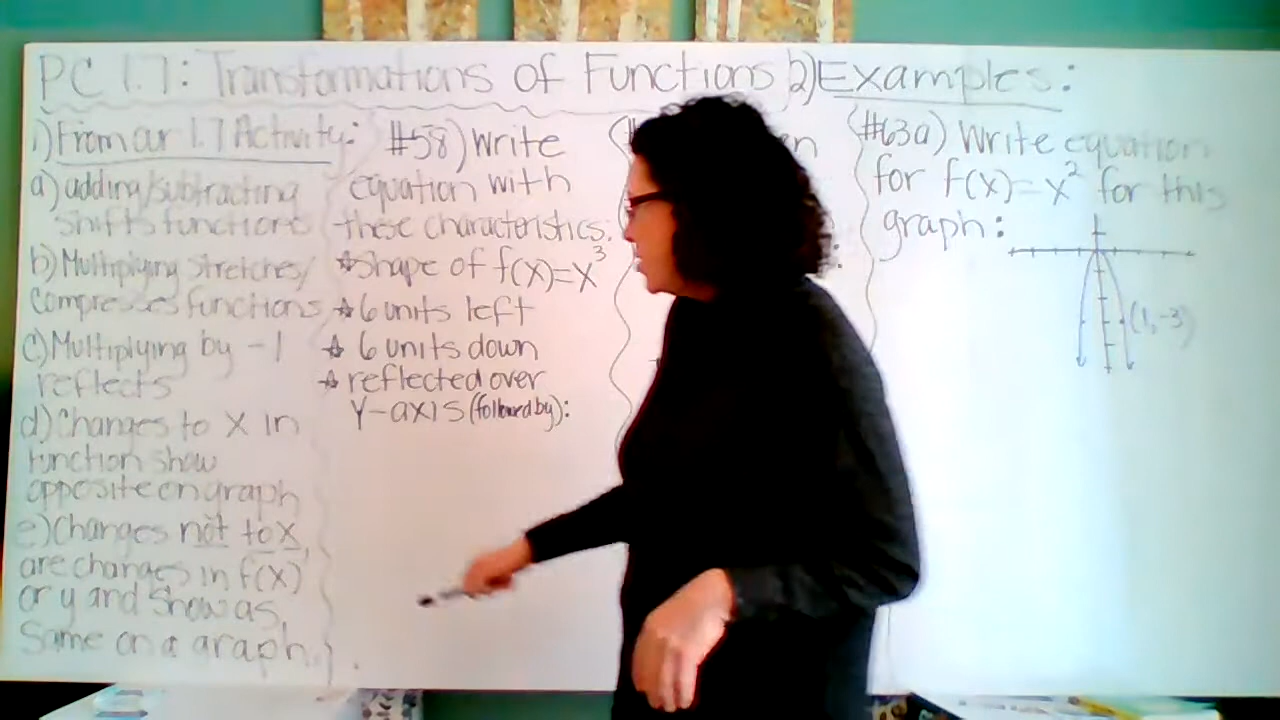 PC 1.7: Transformations of Functions 2) Examples:
1) From our 1.7 Activity:
a) adding/subtracting
shifts functions
b) Multiplying stretches/
compresses functions
c) Multiplying by -1
reflects
d) Changes to x in
function show
opposite on graph
e) Changes not to x,
are changes in f(x)
or y and show as
same on a graph.
#58) Write
equation with
these characteristics:
☆ Shape of f(x)=x³
☆ 6 units left
☆ 6 units down
☆ reflected over
y-axis (followed by):
(#63a) Write equation
for f(x)=x² for this
graph:
(1,-3)